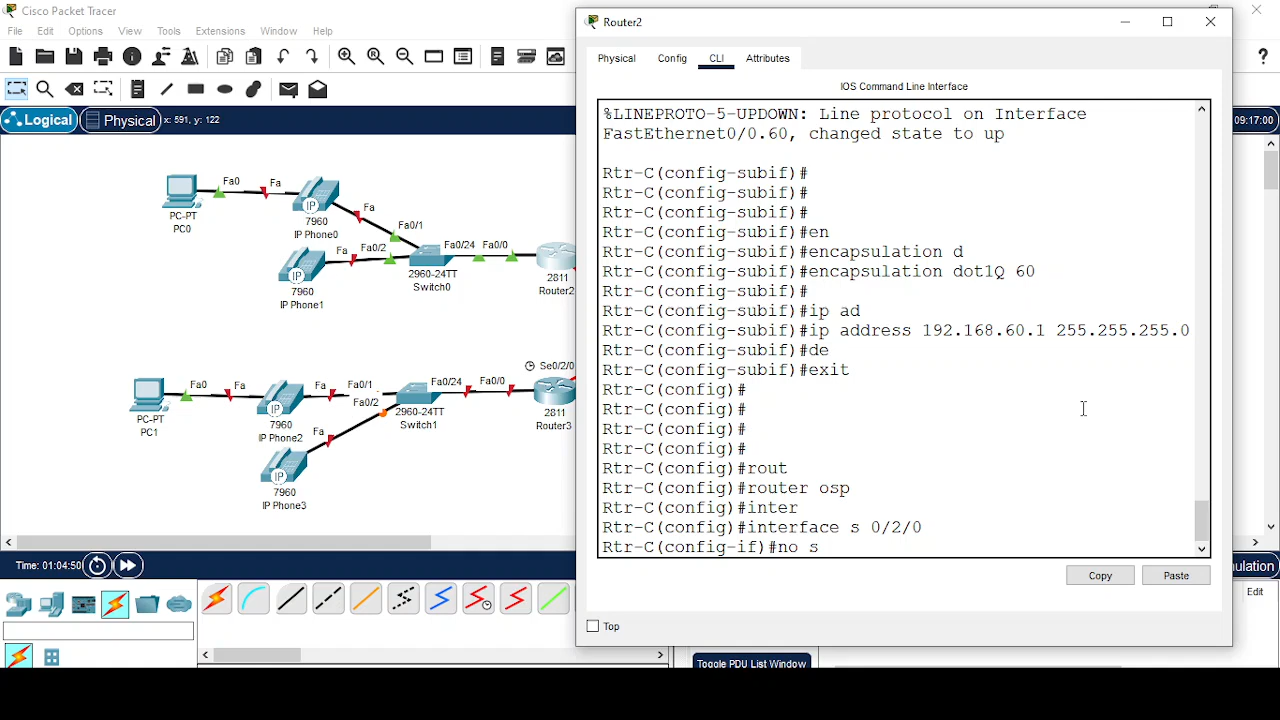 Cisco Packet Tracer
File Edit Options View Tools Extensions Window Help
Logical Physical x: 591, y: 122
09:17:00
Fa0 Fa
PC-PT
PC0
IP
7960
IP Phone0
Fa
Fa0/1
Fa Fa0/2
IP
7960
IP Phone1
Fa0/24 Fa0/0
2960-24TT
Switch0
2811
Router2
Se0/2/0
Fa0 Fa
PC-PT
PC1
IP
7960
IP Phone2
Fa Fa0/1
Fa0/2
Fa
IP
7960
IP Phone3
Fa0/24 Fa0/0
2960-24TT
Switch1
2811
Router3
Time: 01:04:50
Router2
Physical Config CLI Attributes
IOS Command Line Interface
%LINEPROTO-5-UPDOWN: Line protocol on Interface
FastEthernet0/0.60, changed state to up
Rtr-C(config-subif)#
Rtr-C(config-subif)#
Rtr-C(config-subif)#
Rtr-C(config-subif)#en
Rtr-C(config-subif)#encapsulation d
Rtr-C(config-subif)#encapsulation dot1Q 60
Rtr-C(config-subif)#
Rtr-C(config-subif)#ip ad
Rtr-C(config-subif)#ip address 192.168.60.1 255.255.255.0
Rtr-C(config-subif)#de
Rtr-C(config-subif)#exit
Rtr-C(config)#
Rtr-C(config)#
Rtr-C(config)#
Rtr-C(config)#
Rtr-C(config)#rout
Rtr-C(config)#router osp
Rtr-C(config)#inter
Rtr-C(config)#interface s 0/2/0
Rtr-C(config-if)#no s
Copy Paste
Top
Edit
Toggle PDU List Window